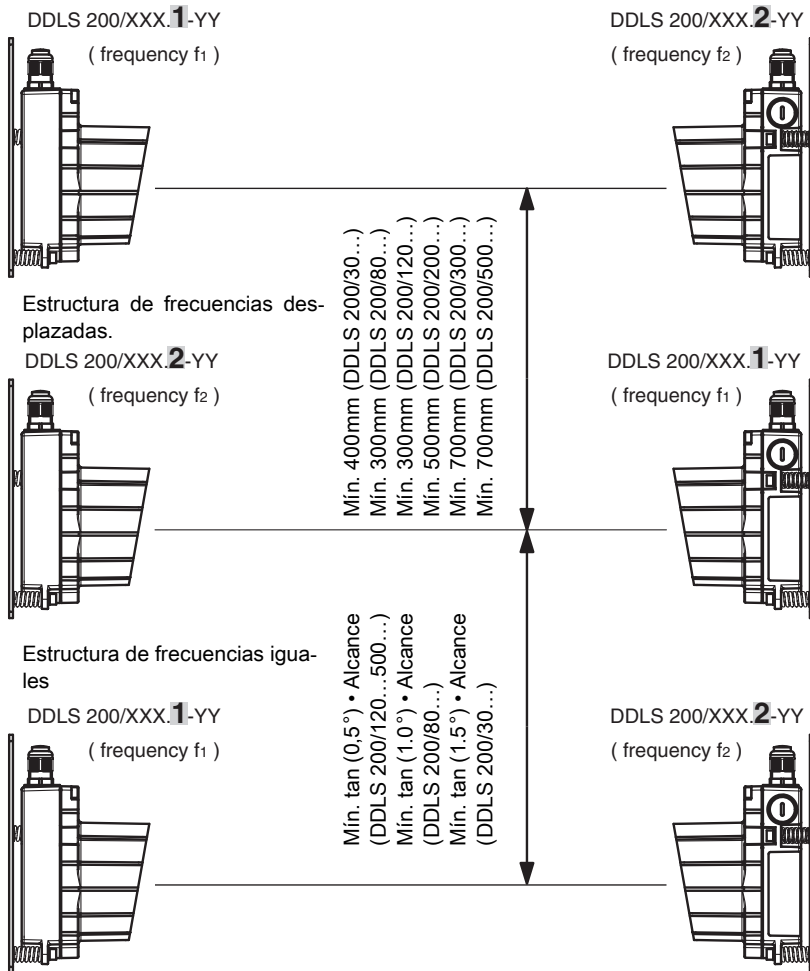 DDLS 200/XXX.1-YY
( frequency f1 )
DDLS 200/XXX.2-YY
( frequency f2 )
Mín. 400mm (DDLS 200/30…)
Mín. 300mm (DDLS 200/80…)
Mín. 300mm (DDLS 200/120…)
Mín. 500mm (DDLS 200/200…)
Mín. 700mm (DDLS 200/300…)
Mín. 700mm (DDLS 200/500…)
Estructura de frecuencias des-
plazadas.
DDLS 200/XXX.2-YY
( frequency f2 )
DDLS 200/XXX.1-YY
( frequency f1 )
Mín. tan (0,5°) • Alcance
(DDLS 200/120…500…)
Mín. tan (1.0°) • Alcance
(DDLS 200/80…)
Mín. tan (1.5°) • Alcance
(DDLS 200/30…)
Estructura de frecuencias igua-
les
DDLS 200/XXX.1-YY
( frequency f1 )
DDLS 200/XXX.2-YY
( frequency f2 )